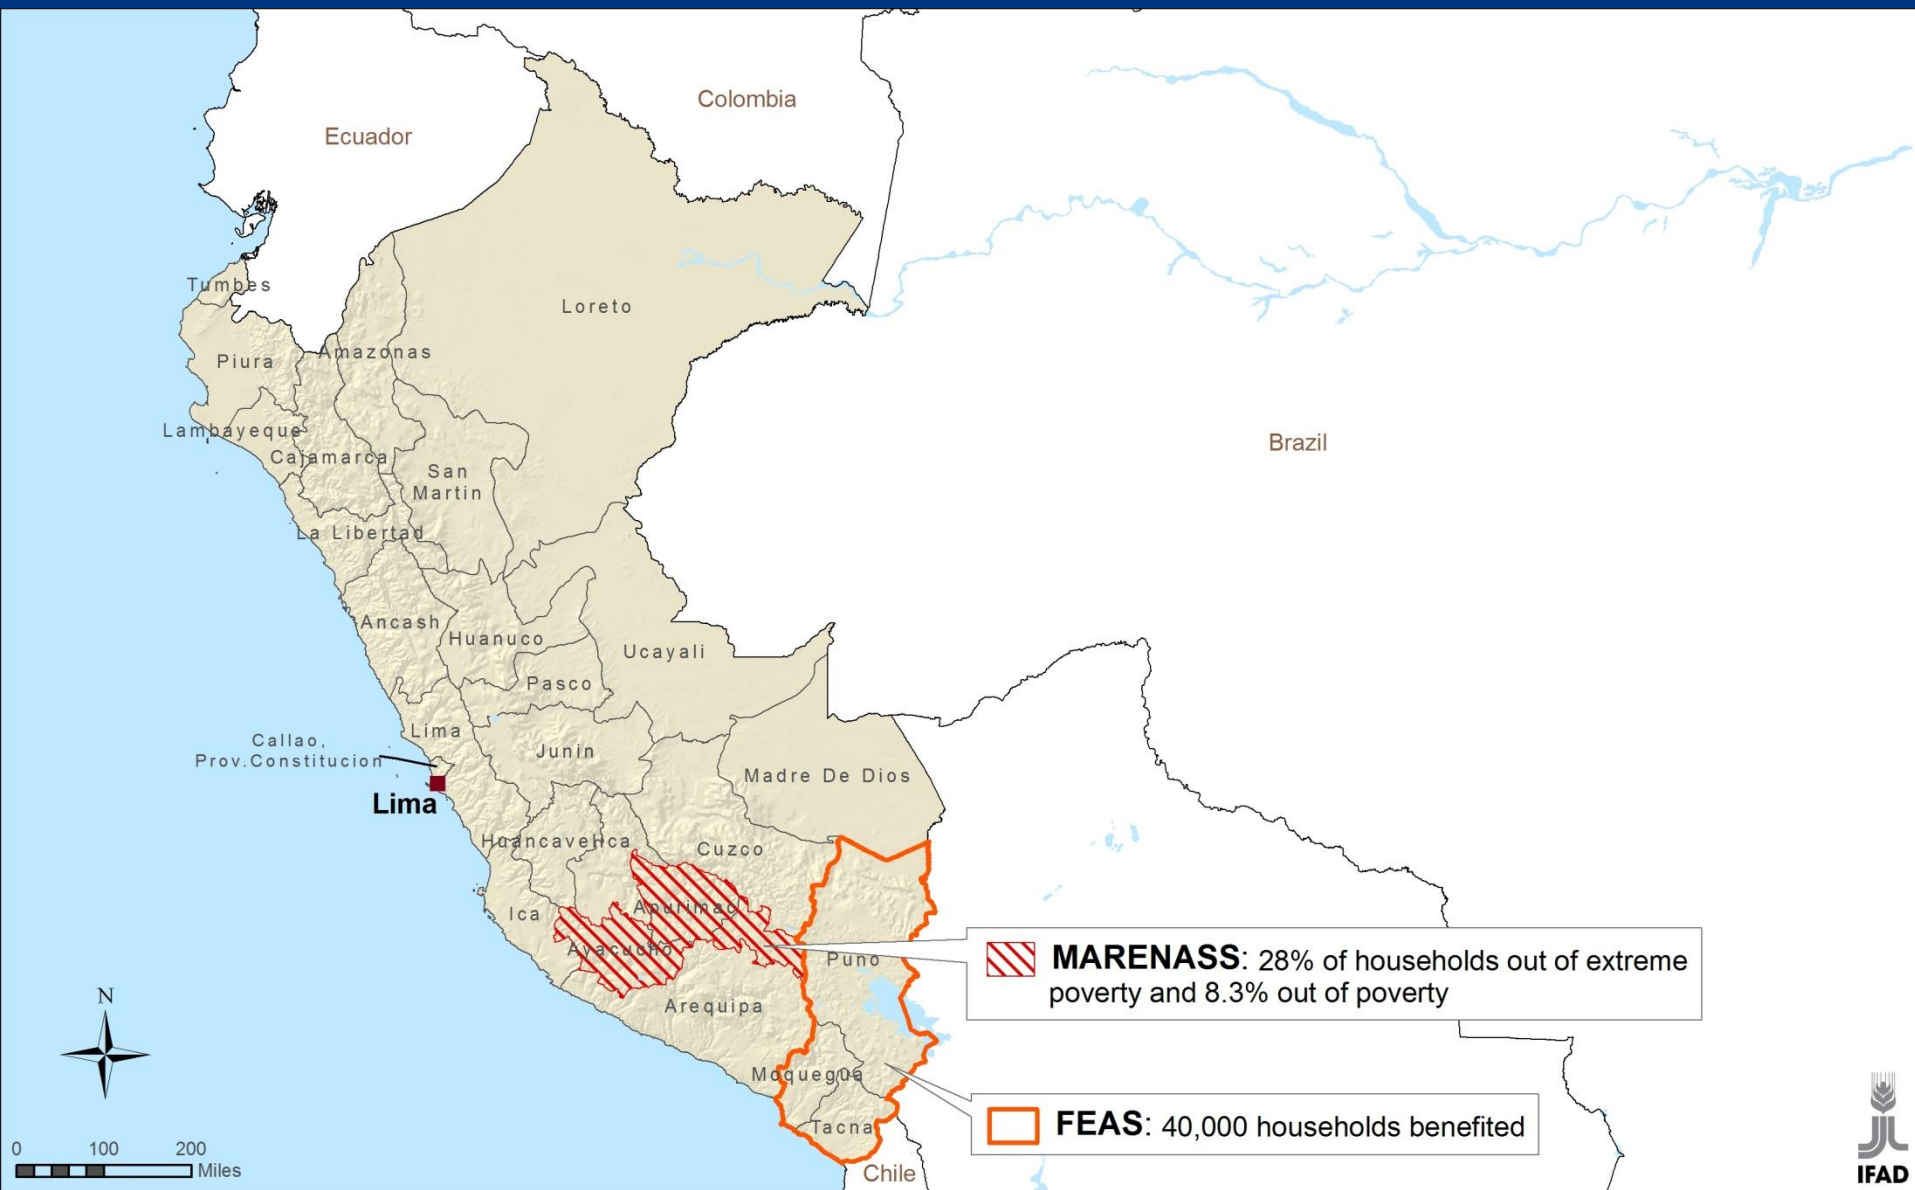 Colombia
Ecuador
Tumbes
Loreto
Piura
Amazonas
Brazil
Lambayeque
Cajamarca
San
Martin
La Libertad
Ancash
Huanuco
Ucayali
Pasco
Lima
Callao,
Prov.Constitucion
Junin
Madre De Dios
Lima
Huancavelica
Cuzco
Ica
Apurimac
Ayacucho
Puno
MARENASS: 28% of households out of extreme
poverty and 8.3% out of poverty
Arequipa
N
Moquegua
Tacna
FEAS: 40,000 households benefited
0 100 200
Miles
Chile
IFAD